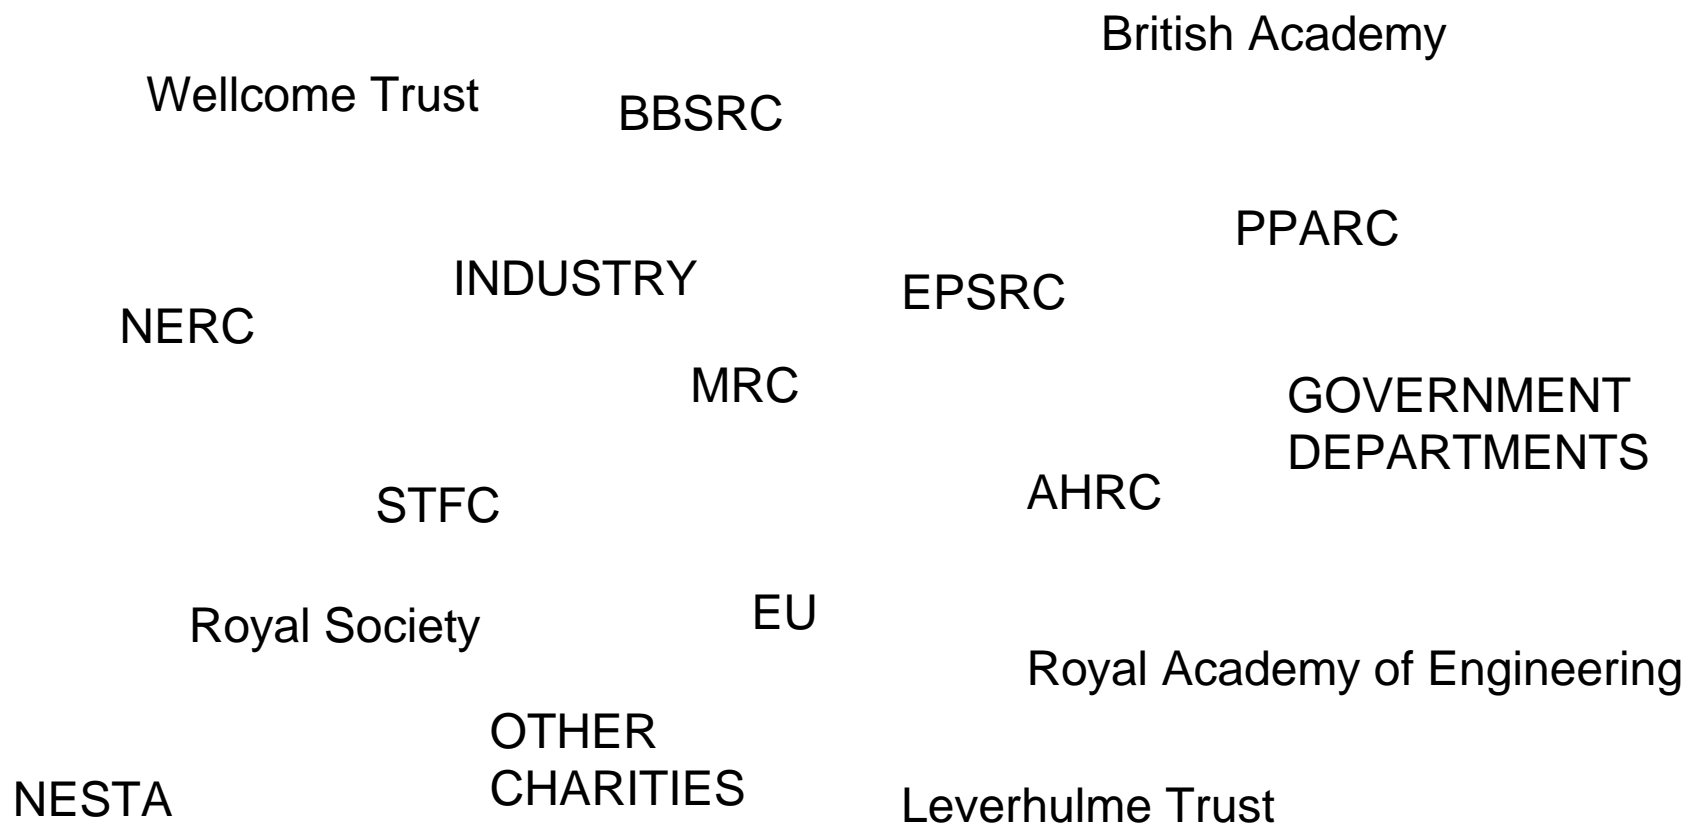 British Academy
Wellcome Trust
BBSRC
PPARC
INDUSTRY
EPSRC
NERC
MRC
GOVERNMENT
DEPARTMENTS
AHRC
STFC
EU
Royal Society
Royal Academy of Engineering
OTHER
CHARITIES
NESTA
Leverhulme Trust